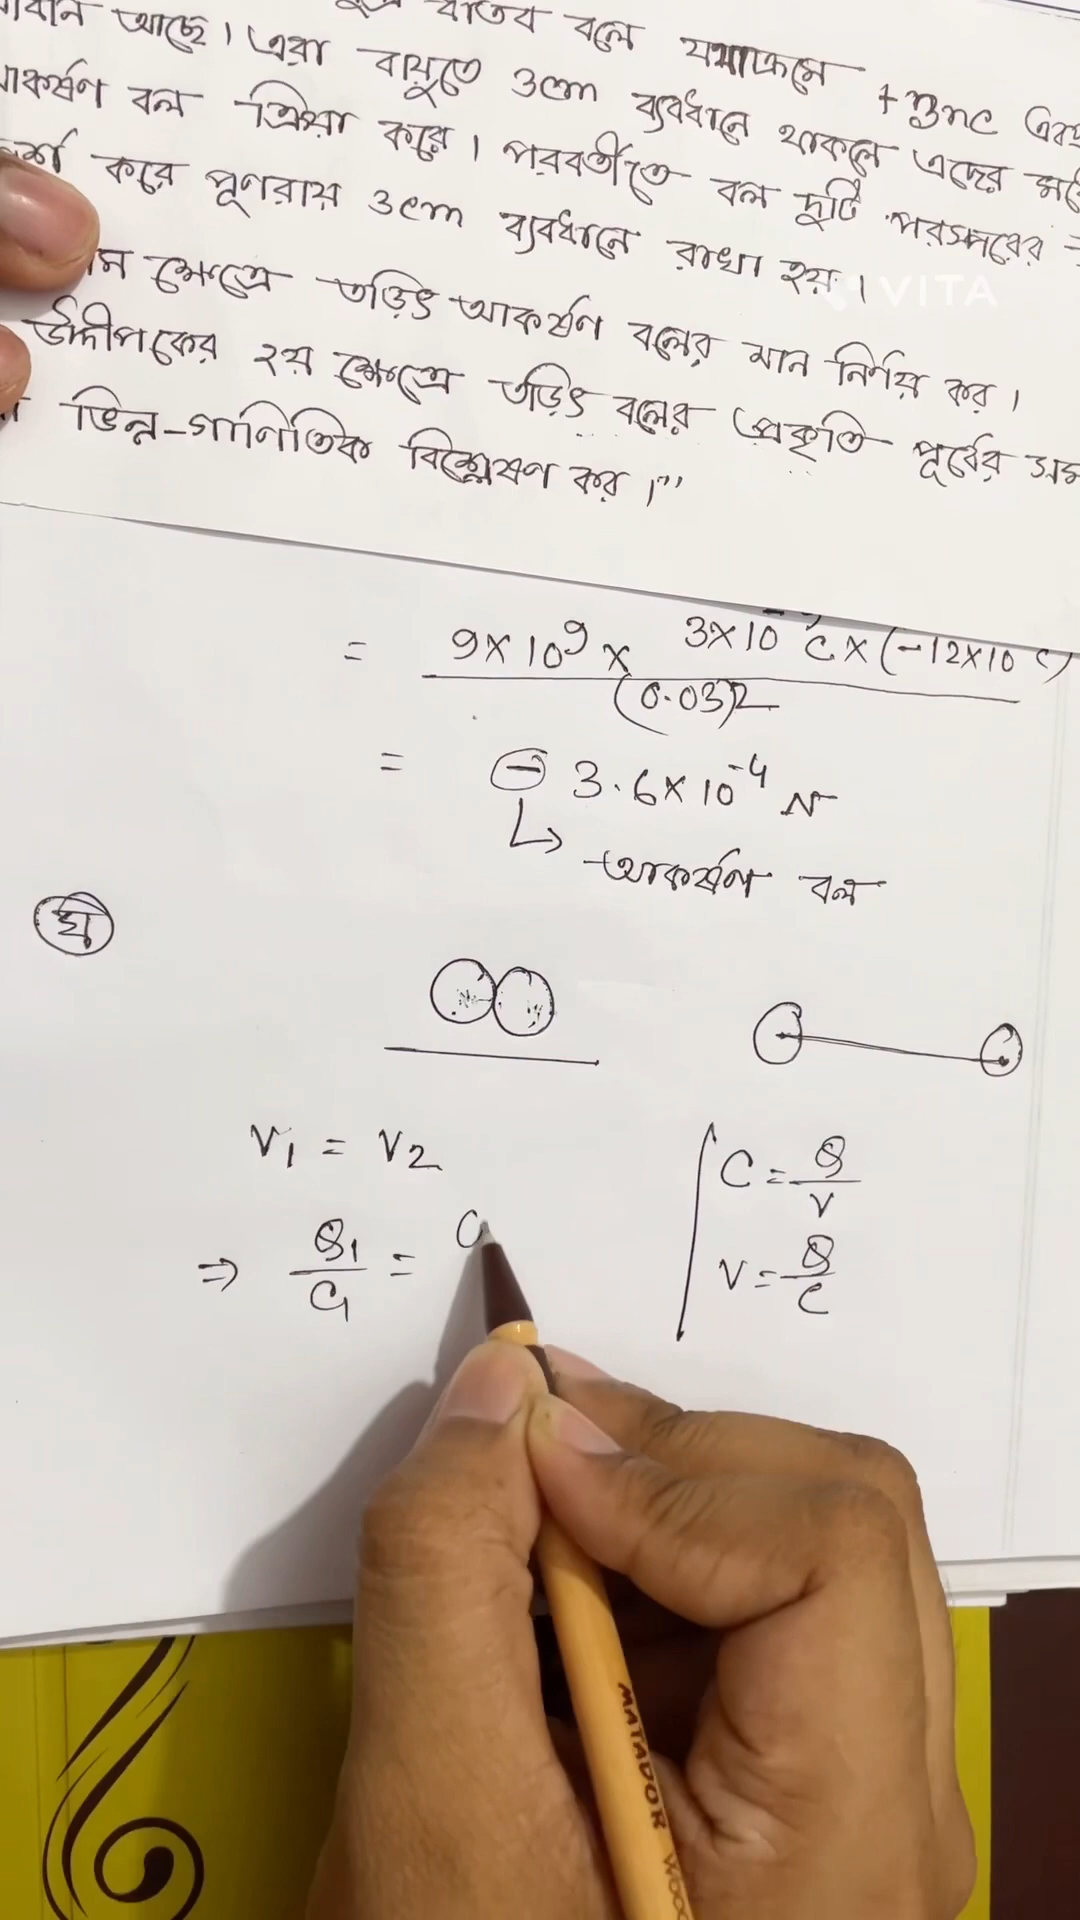 বাতব বলে যথাক্রমে +3nc এবং
আছে। এরা বায়ুতে 3cm ব্যবধানে থাকলে এদের
আকর্ষণ বল ক্রিয়া করে। পরবর্তীতে বল দুটি পরস্পরের
করে পূণরায় 3cm ব্যবধানে রাখা হয়।
VITA
ক্ষেত্রে তড়িৎ আকর্ষণ বলের মান নির্ণয় কর।
উদ্দীপকের ২য় ক্ষেত্রে তড়িৎ বলের প্রকৃতি পূর্বের
ভিন্ন-গাণিতিক বিশ্লেষণ কর।"
= 9×10⁹ × 3×10⁻⁹C × (-12×10 C)
(0.03)2
= - 3.6×10⁻⁴ N
↳ আকর্ষণ বল
ঘ
V1 = V2
C = Q/V
⇒ Q1/C1 =
V = Q/C
MATADOR